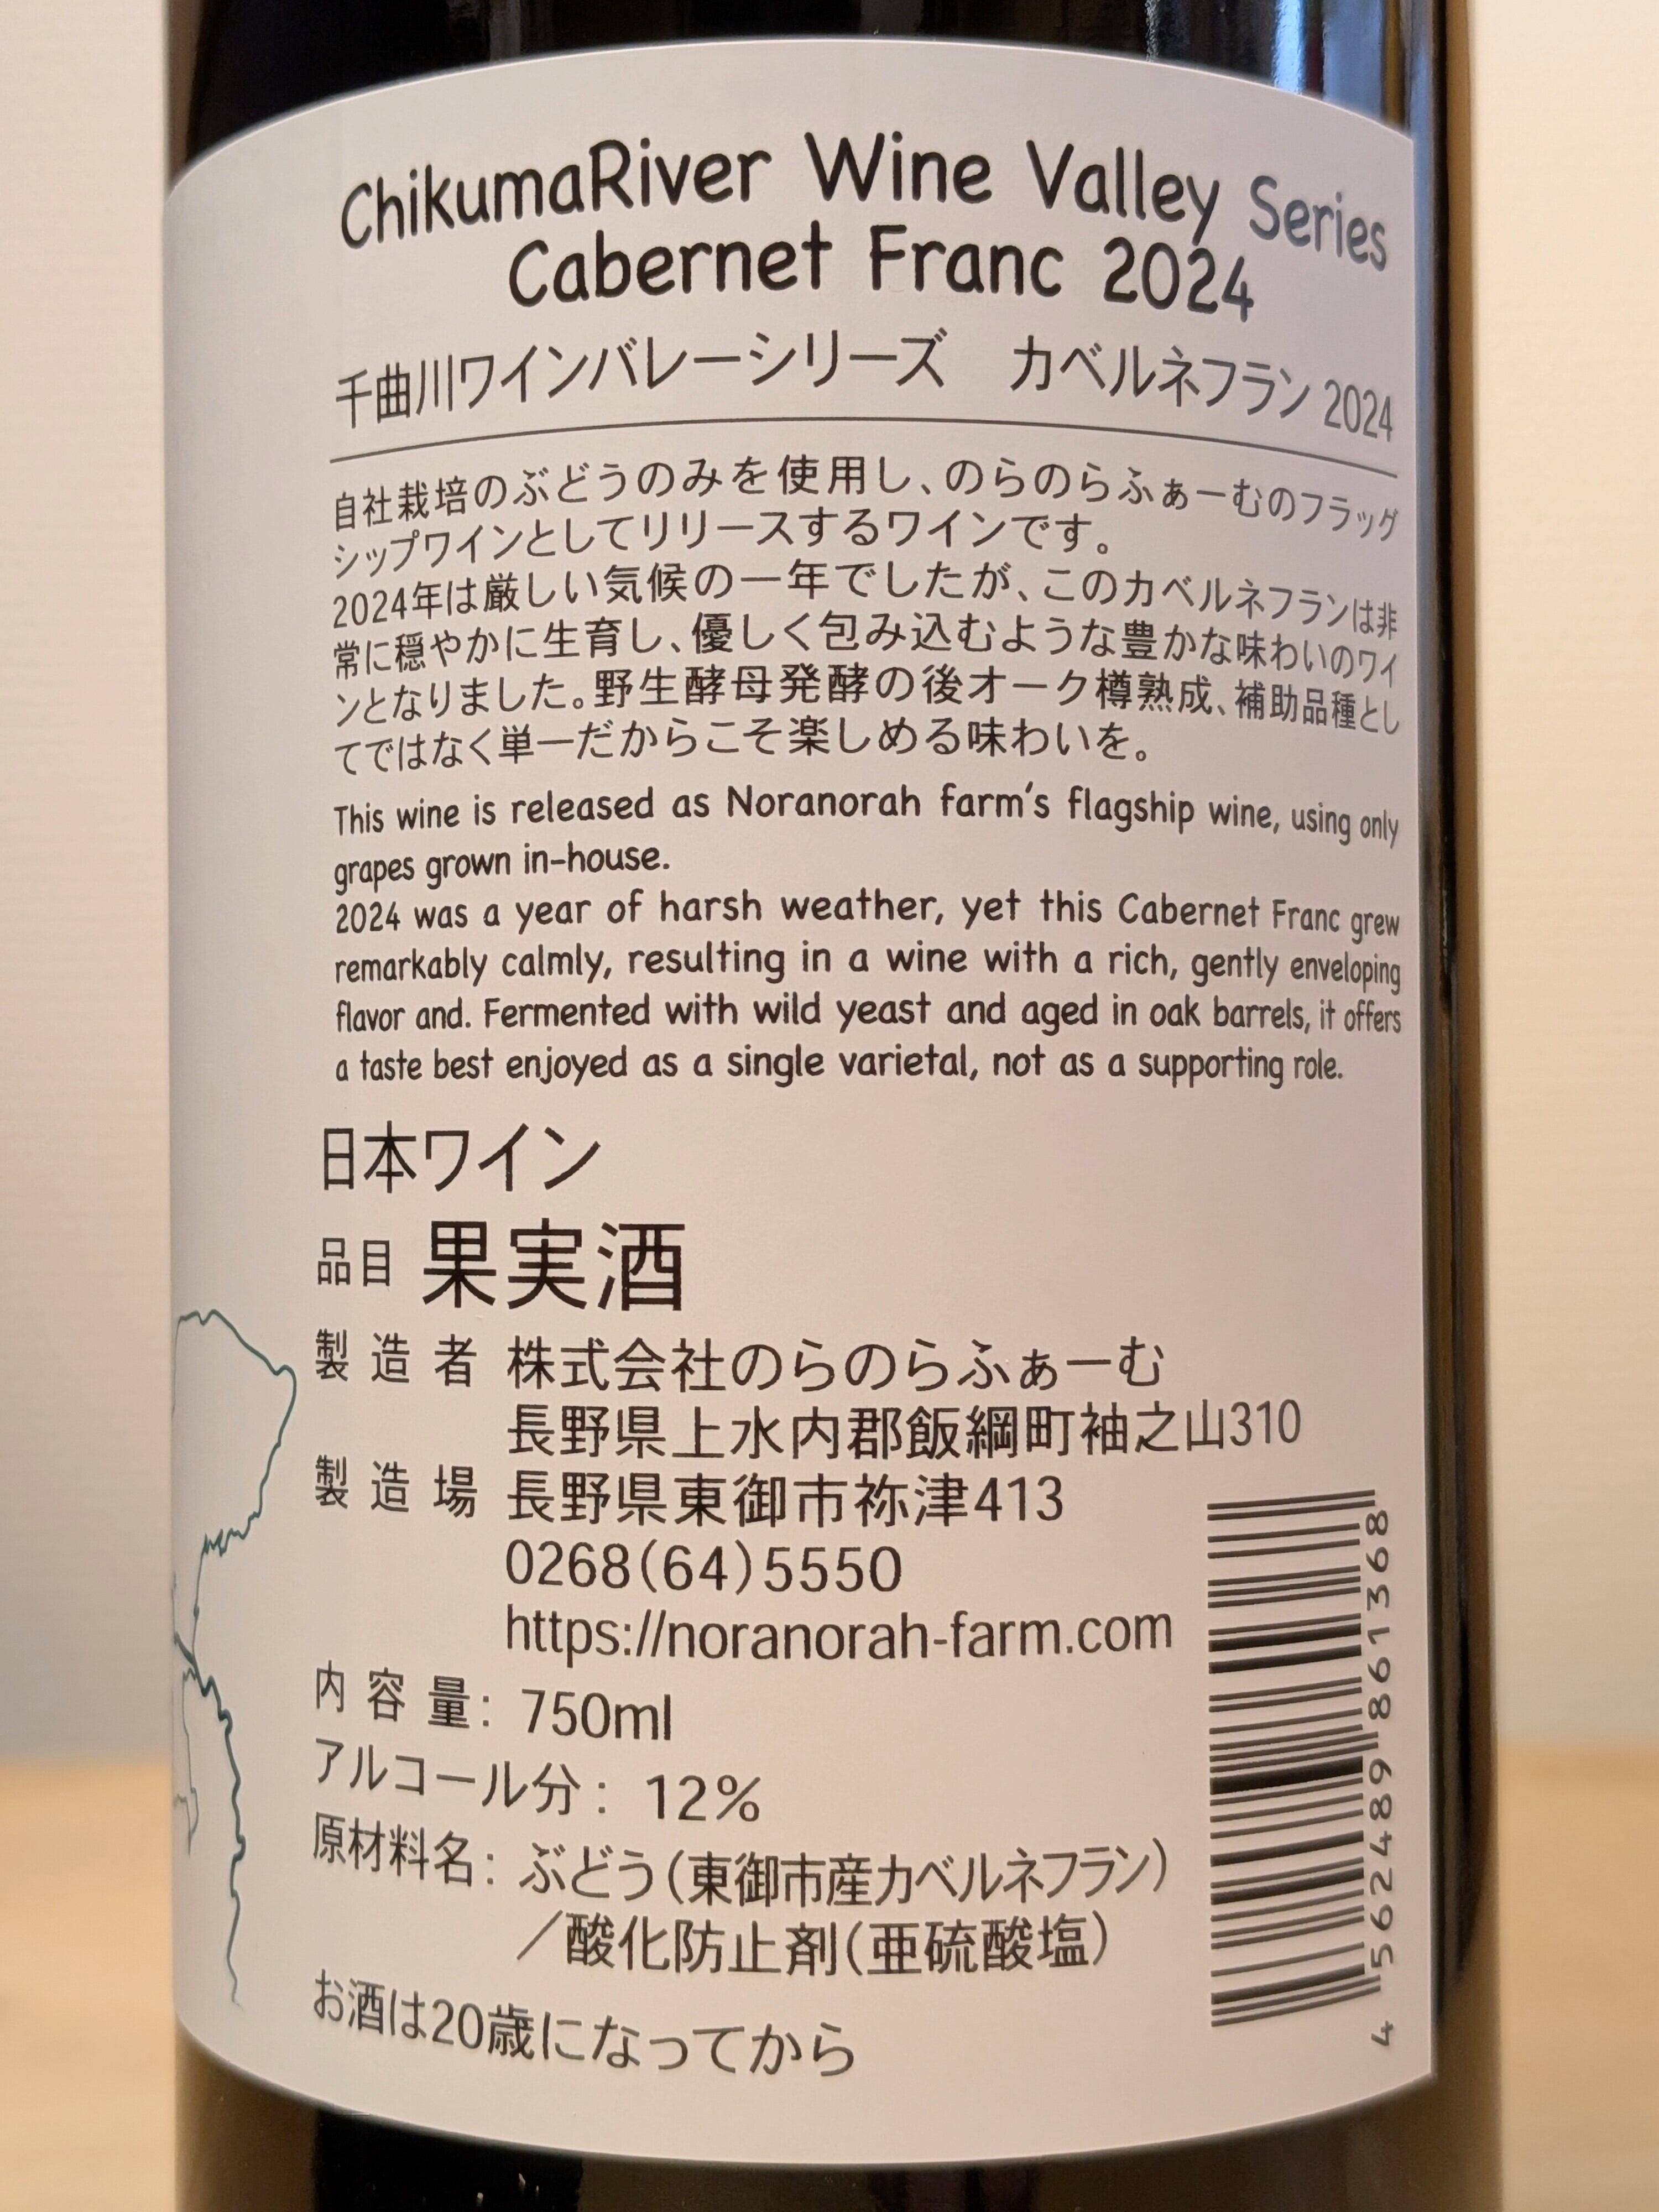 ChikumaRiver Wine Valley Series
Cabernet Franc 2024
千曲川ワインバレーシリーズ　カベルネフラン 2024
自社栽培のぶどうのみを使用し、のらのらふぁーむのフラッグ
シップワインとしてリリースするワインです。
2024年は厳しい気候の一年でしたが、このカベルネフランは非
常に穏やかに生育し、優しく包み込むような豊かな味わいのワイ
ンとなりました。野生酵母発酵の後オーク樽熟成、補助品種とし
てではなく単一だからこそ楽しめる味わいを。
This wine is released as Noranorah farm's flagship wine, using only
grapes grown in-house.
2024 was a year of harsh weather, yet this Cabernet Franc grew
remarkably calmly, resulting in a wine with a rich, gently enveloping
flavor and. Fermented with wild yeast and aged in oak barrels, it offers
a taste best enjoyed as a single varietal, not as a supporting role.
日本ワイン
品目 果実酒
製造者 株式会社のらのらふぁーむ
長野県上水内郡飯綱町袖之山310
製造場 長野県東御市祢津413
0268(64)5550
https://noranorah-farm.com
内容量: 750ml
アルコール分: 12%
原材料名: ぶどう(東御市産カベルネフラン)
/酸化防止剤(亜硫酸塩)
お酒は20歳になってから
4 562489 861368